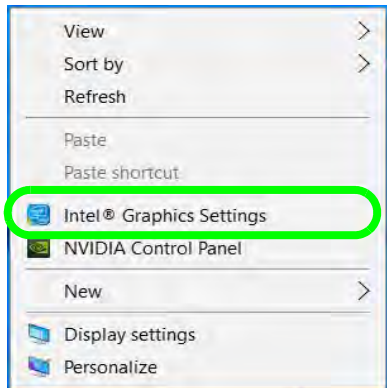 View
Sort by
Refresh
Paste
Paste shortcut
Intel® Graphics Settings
NVIDIA Control Panel
New
Display settings
Personalize